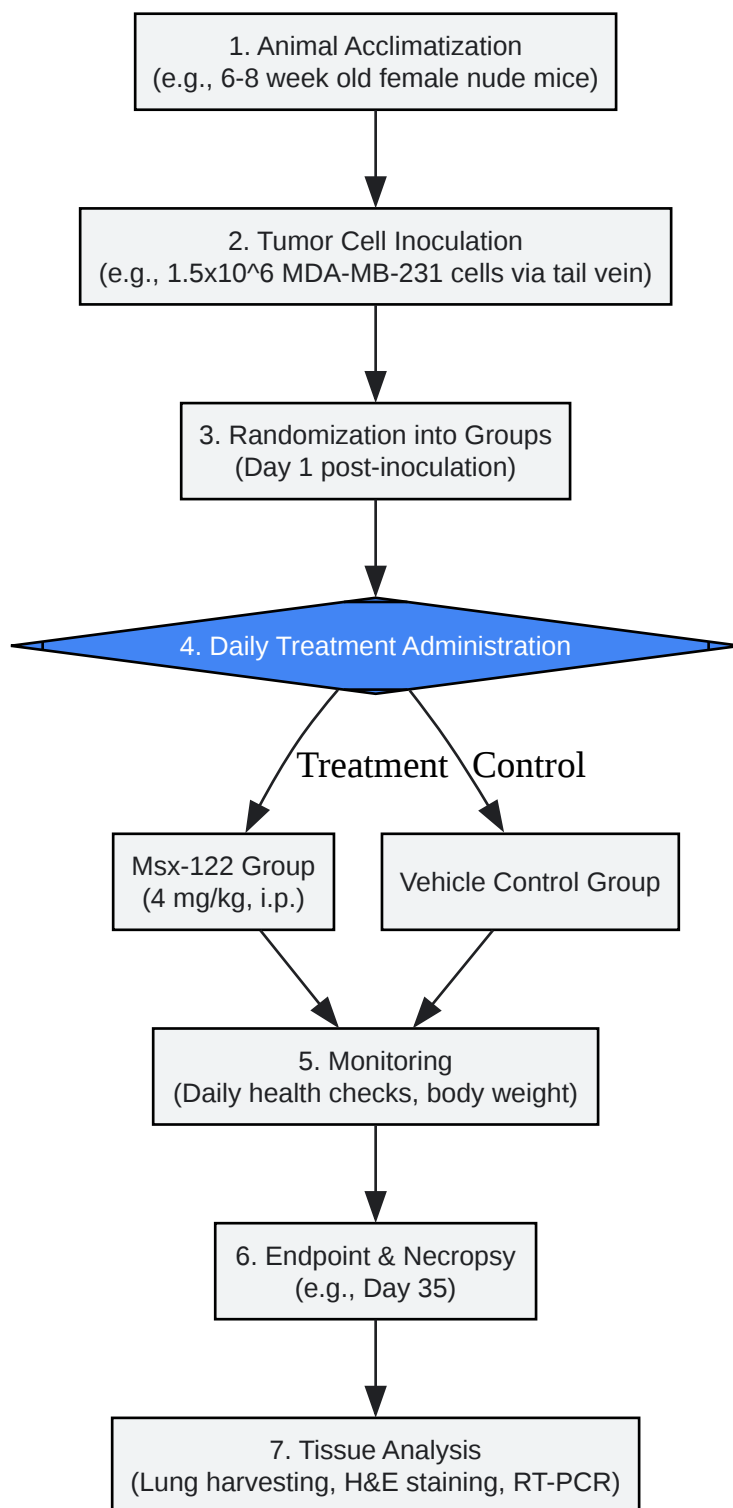 1. Animal Acclimatization
(e.g., 6-8 week old female nude mice)
2. Tumor Cell Inoculation
(e.g., 1.5x10^6 MDA-MB-231 cells via tail vein)
3. Randomization into Groups
(Day 1 post-inoculation)
4. Daily Treatment Administration
Treatment
Control
Msx-122 Group
(4 mg/kg, i.p.)
Vehicle Control Group
5. Monitoring
(Daily health checks, body weight)
6. Endpoint & Necropsy
(e.g., Day 35)
7. Tissue Analysis
(Lung harvesting, H&E staining, RT-PCR)